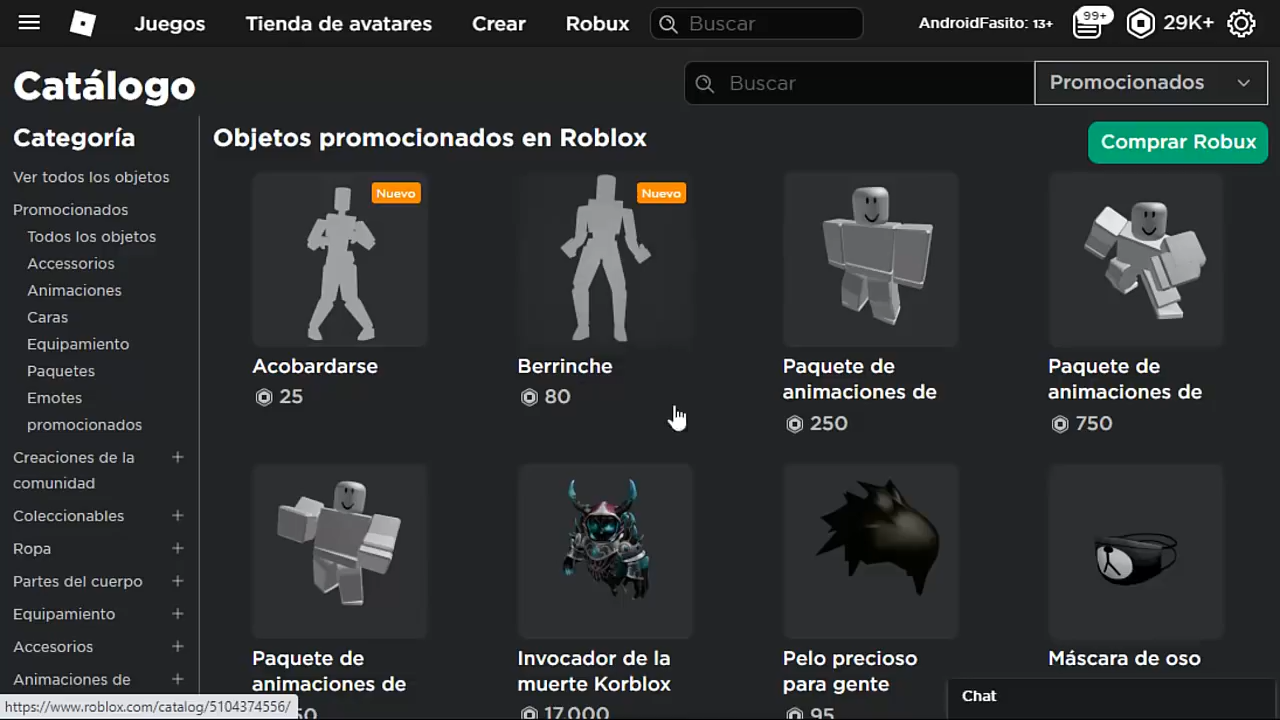 Juegos Tienda de avatares Crear Robux Buscar AndroidFasito: 13+ 99+ 29K+
Catálogo
Buscar
Promocionados
Categoría
Ver todos los objetos
Promocionados
Todos los objetos
Accessorios
Animaciones
Caras
Equipamiento
Paquetes
Emotes
promocionados
Creaciones de la +
comunidad
Coleccionables +
Ropa +
Partes del cuerpo +
Equipamiento +
Accesorios +
Animaciones de +
Objetos promocionados en Roblox
Comprar Robux
Nuevo
Acobardarse
25
Nuevo
Berrinche
80
Paquete de
animaciones de
250
Paquete de
animaciones de
750
Paquete de
animaciones de
Invocador de la
muerte Korblox
17.000
Pelo precioso
para gente
95
Máscara de oso
Chat
https://www.roblox.com/catalog/5104374556/